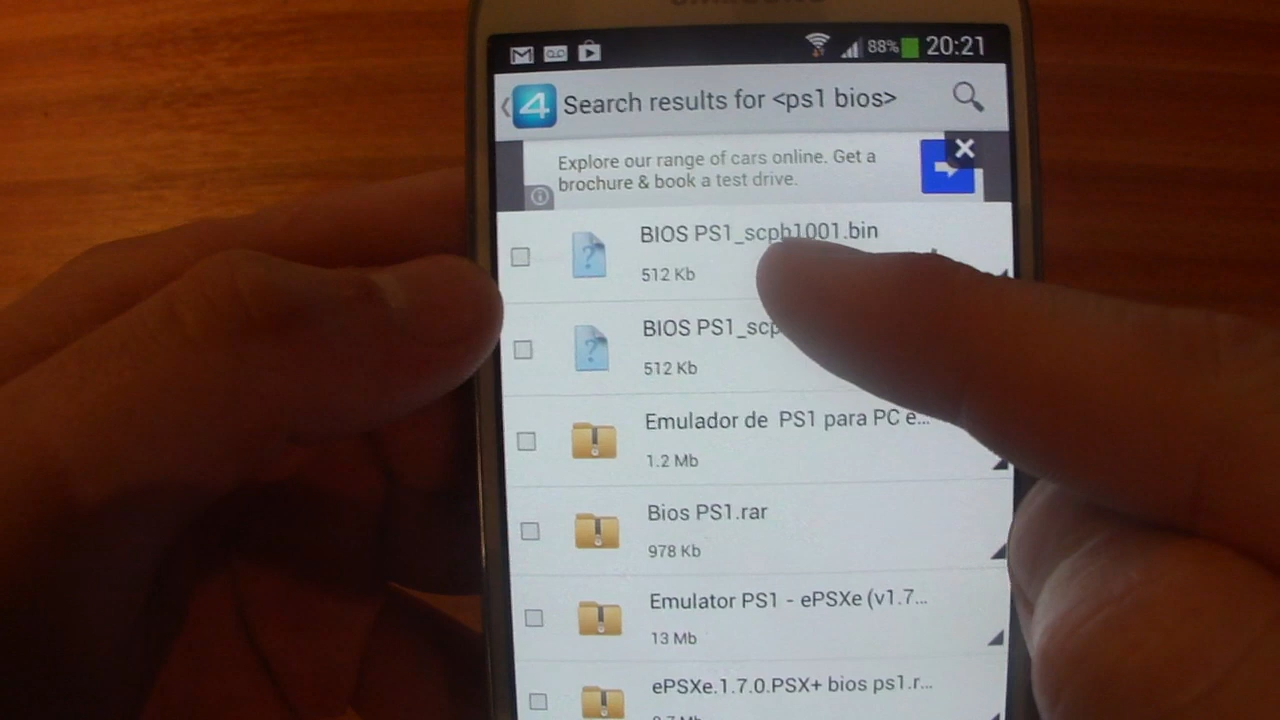 SAMSUNG
88% 20:21
4 Search results for <ps1 bios>
Explore our range of cars online. Get a
brochure & book a test drive.
BIOS PS1_scph1001.bin
512 Kb
BIOS PS1_scp
512 Kb
Emulador de PS1 para PC e...
1.2 Mb
Bios PS1.rar
978 Kb
Emulator PS1 - ePSXe (v1.7...
13 Mb
ePSXe.1.7.0.PSX+ bios ps1.r...